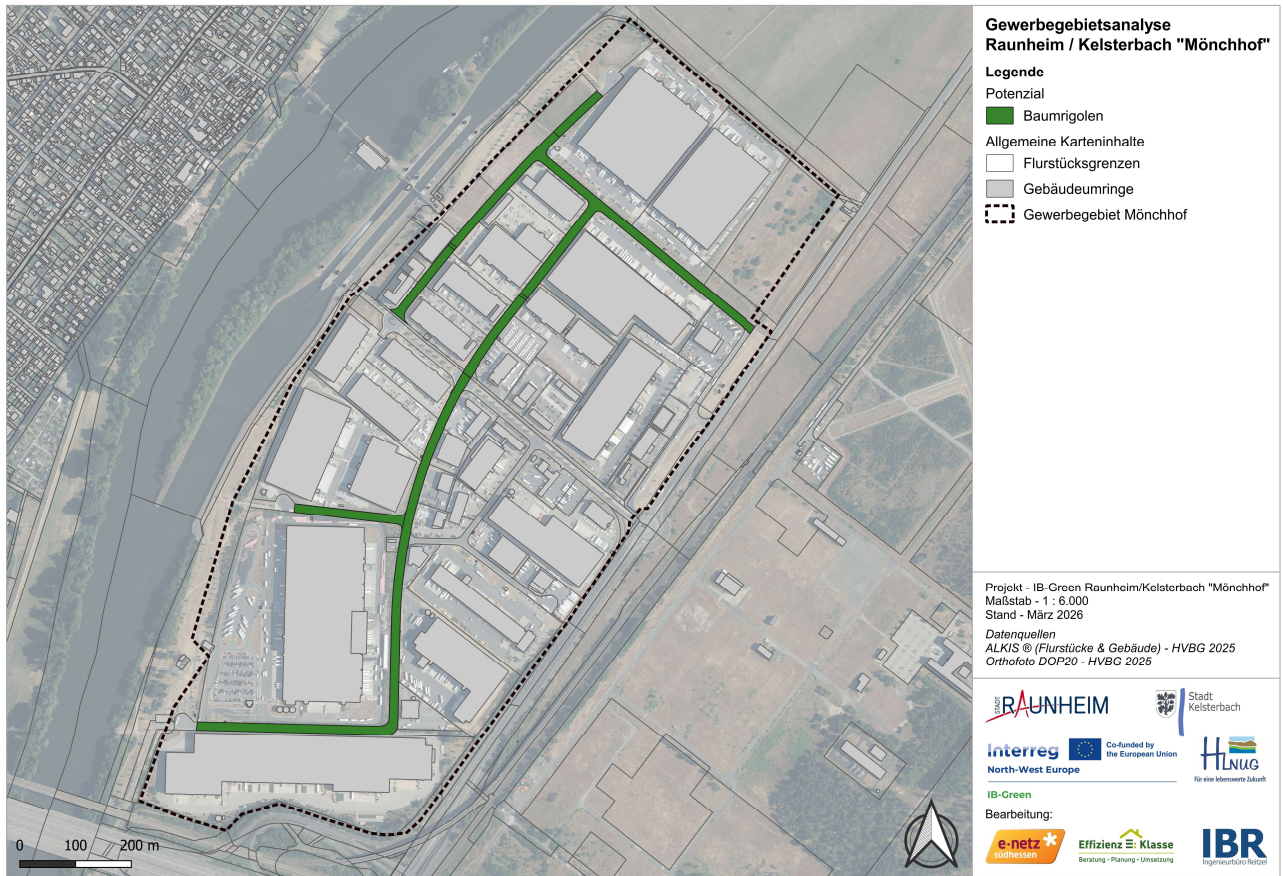 Gewerbegebietsanalyse
Raunheim / Kelsterbach "Mönchhof"
Legende
Potenzial
Baumrigolen
Allgemeine Karteninhalte
Flurstücksgrenzen
Gebäudeumringe
Gewerbegebiet Mönchhof
Projekt - IB-Green Raunheim/Kelsterbach "Mönchhof"
Maßstab - 1 : 6.000
Stand - März 2026
Datenquellen
ALKIS ® (Flurstücke & Gebäude) - HVBG 2025
Orthofoto DOP20 - HVBG 2025
STADT RAUNHEIM
Stadt
Kelsterbach
Interreg
Co-funded by
the European Union
North-West Europe
HLNUG
Für eine lebenswerte Zukunft
IB-Green
Bearbeitung:
e-netz
südhessen
Effizienz Klasse
Beratung • Planung • Umsetzung
IBR
Ingenieurbüro Reitzel
0 100 200 m